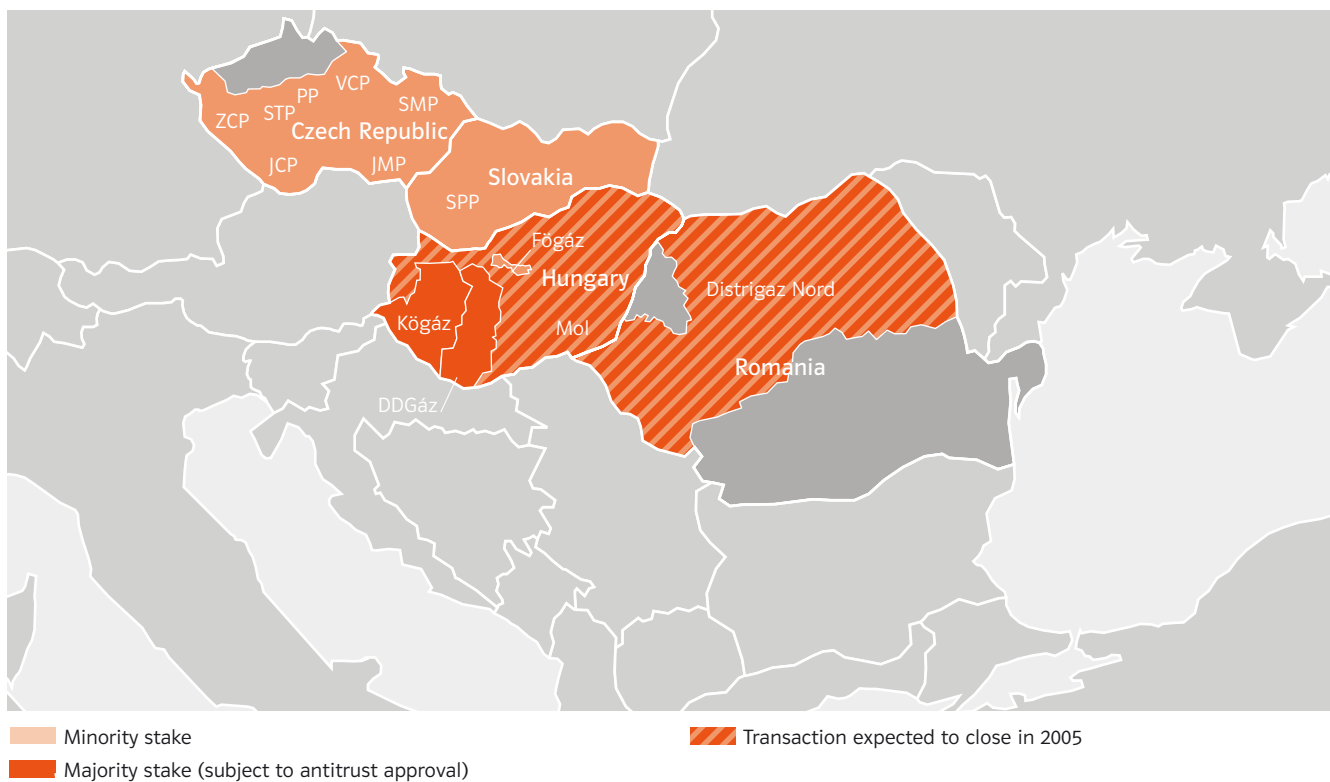 VCP
PP
SMP
STP
ZCP
Czech Republic
JCP
JMP
Slovakia
SPP
Fögáz
Hungary
Distrigaz Nord
Kögáz
Mol
Romania
DDGáz
Minority stake
Transaction expected to close in 2005
Majority stake (subject to antitrust approval)